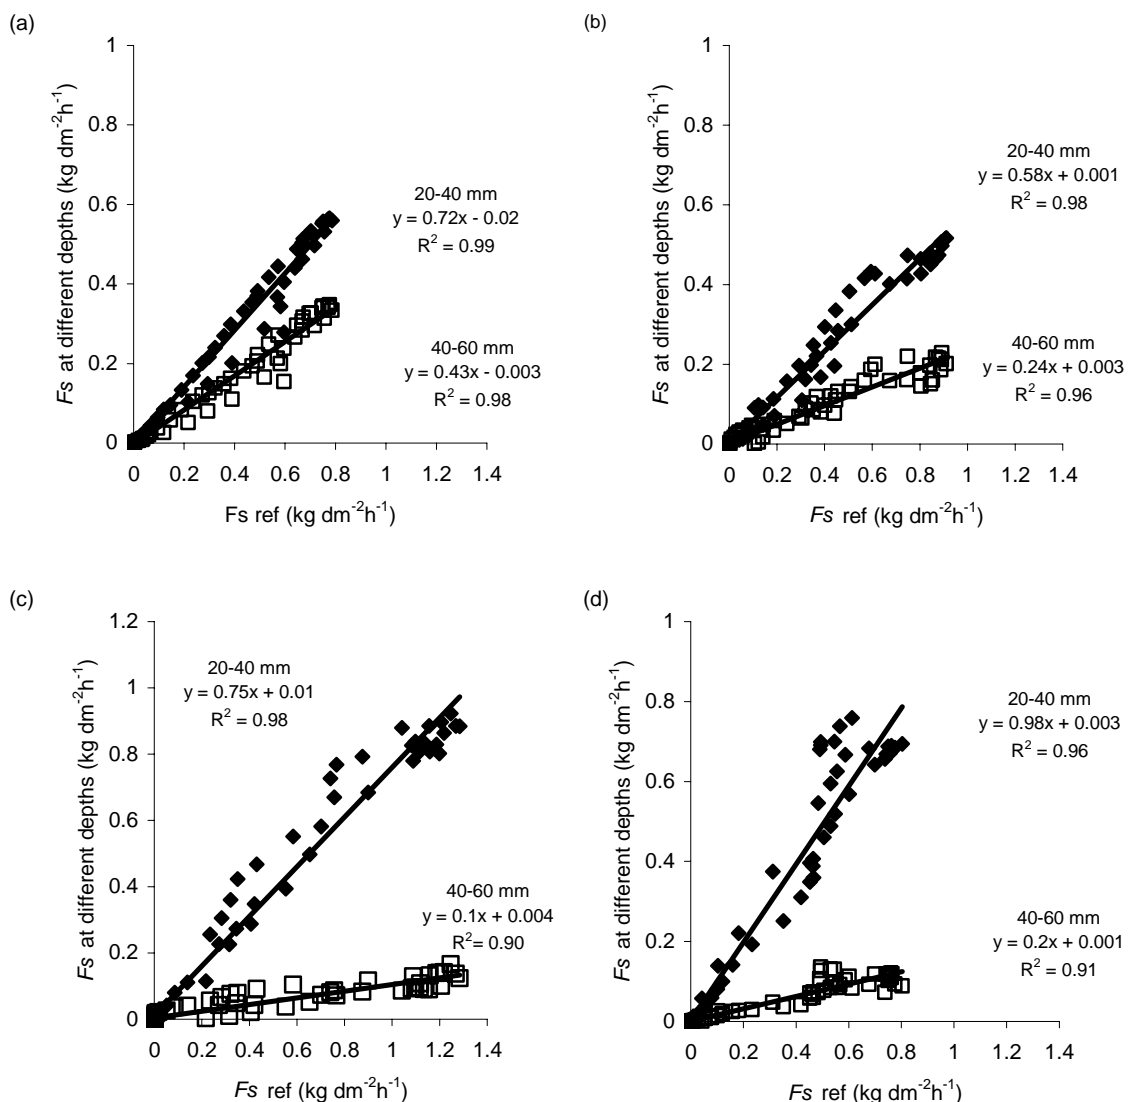 (a)
1
0.8
0.6
0.4
0.2
0
0 0.2 0.4 0.6 0.8 1 1.2 1.4
Fs at different depths (kg dm⁻²h⁻¹)
Fs ref (kg dm⁻²h⁻¹)
20-40 mm
y = 0.72x - 0.02
R² = 0.99
40-60 mm
y = 0.43x - 0.003
R² = 0.98
(b)
1
0.8
0.6
0.4
0.2
0
0 0.2 0.4 0.6 0.8 1 1.2 1.4
Fs at different depths (kg dm⁻²h⁻¹)
Fs ref (kg dm⁻²h⁻¹)
20-40 mm
y = 0.58x + 0.001
R² = 0.98
40-60 mm
y = 0.24x + 0.003
R² = 0.96
(c)
1.2
1
0.8
0.6
0.4
0.2
0
0 0.2 0.4 0.6 0.8 1 1.2 1.4
Fs at different depths (kg dm⁻²h⁻¹)
Fs ref (kg dm⁻²h⁻¹)
20-40 mm
y = 0.75x + 0.01
R² = 0.98
40-60 mm
y = 0.1x + 0.004
R²= 0.90
(d)
1
0.8
0.6
0.4
0.2
0
0 0.2 0.4 0.6 0.8 1 1.2 1.4
Fs at different depths (kg dm⁻²h⁻¹)
Fs ref (kg dm⁻²h⁻¹)
20-40 mm
y = 0.98x + 0.003
R² = 0.96
40-60 mm
y = 0.2x + 0.001
R² = 0.91